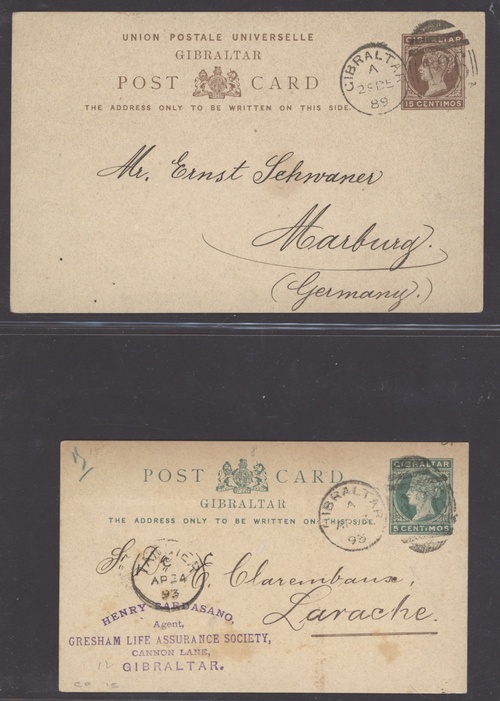 UNION POSTALE UNIVERSELLE
GIBRALTAR
POST CARD
THE ADDRESS ONLY TO BE WRITTEN ON THIS SIDE.
GIBRALTAR
A
89
GIBRALTAR
15 CENTIMOS
Mr. Ernst Schwaner
Marburg.
(Germany.)
POST CARD
GIBRALTAR
THE ADDRESS ONLY TO BE WRITTEN ON THIS SIDE.
GIBRALTAR
A
93
GIBRALTAR
5 CENTIMOS
TANGIER
AP 24
93
Clarembaux,
Larache.
HENRY BARDASANO,
Agent,
GRESHAM LIFE ASSURANCE SOCIETY,
CANNON LANE,
GIBRALTAR.